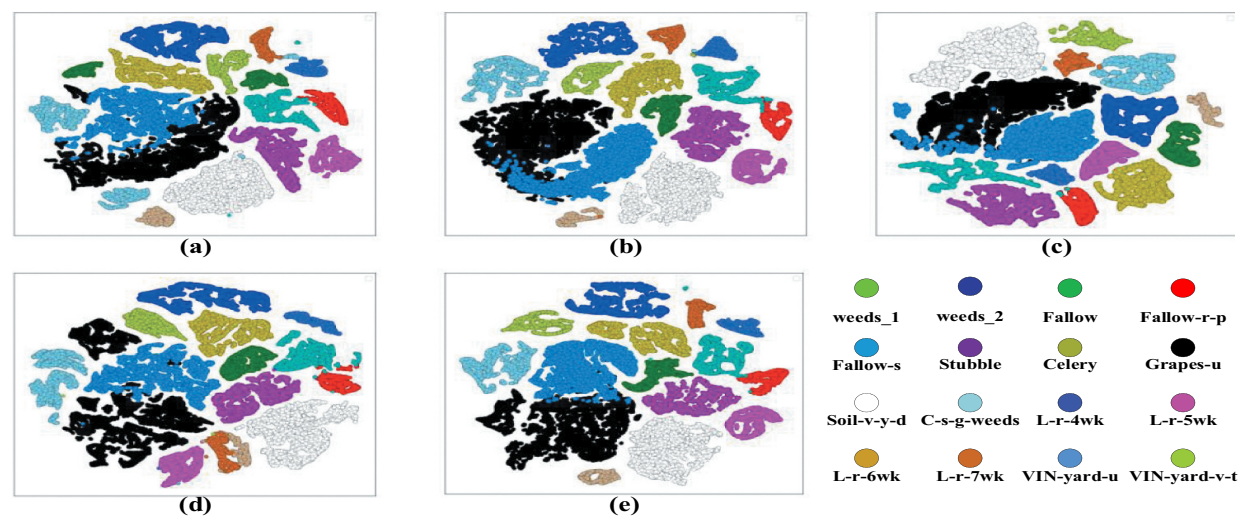 (a)
(b)
(c)
(d)
(e)
weeds_1 weeds_2 Fallow Fallow-r-p
Fallow-s Stubble Celery Grapes-u
Soil-v-y-d C-s-g-weeds L-r-4wk L-r-5wk
L-r-6wk L-r-7wk VIN-yard-u VIN-yard-v-t